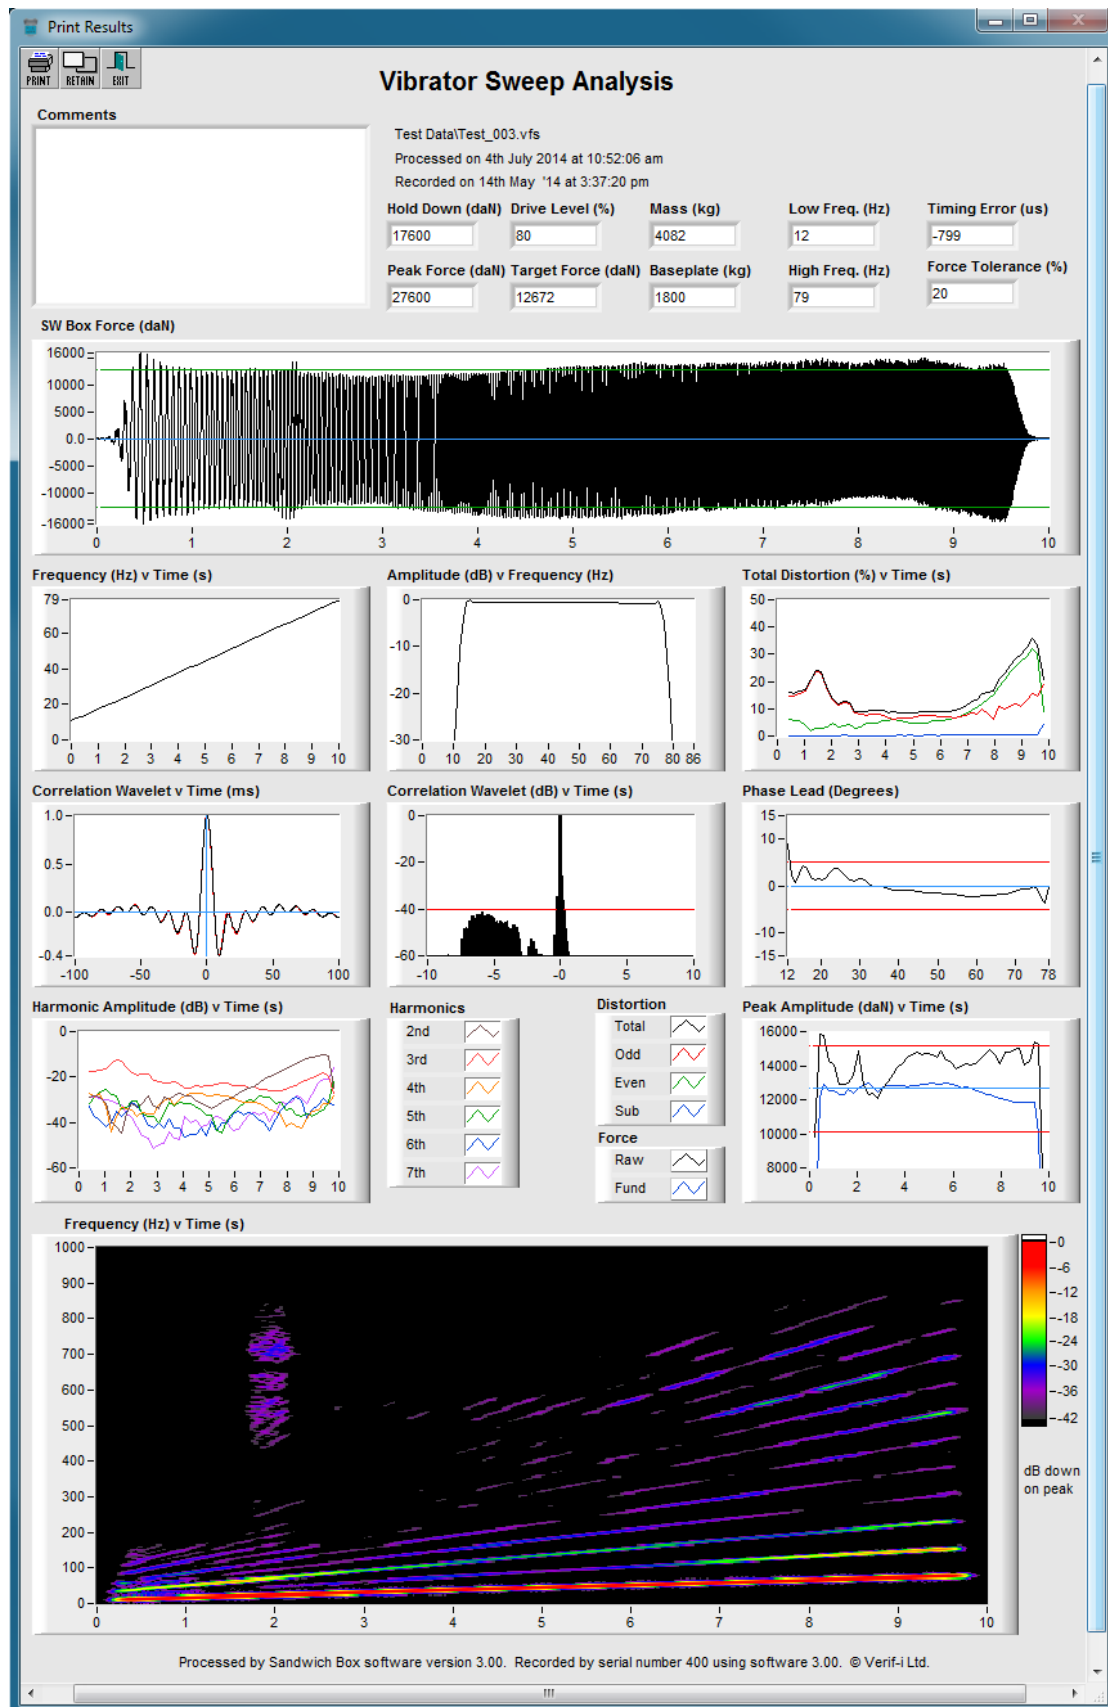 Print Results
PRINT RETAIN EXIT
Vibrator Sweep Analysis
Comments
Test Data\Test_003.vfs
Processed on 4th July 2014 at 10:52:06 am
Recorded on 14th May '14 at 3:37:20 pm
Hold Down (daN) Drive Level (%) Mass (kg) Low Freq. (Hz) Timing Error (us)
17600 80 4082 12 -799
Peak Force (daN) Target Force (daN) Baseplate (kg) High Freq. (Hz) Force Tolerance (%)
27600 12672 1800 79 20
SW Box Force (daN)
16000
10000
5000
0.0
-5000
-10000
-16000
0 1 2 3 4 5 6 7 8 9 10
Frequency (Hz) v Time (s)
79
60
40
20
0
0 1 2 3 4 5 6 7 8 9 10
Amplitude (dB) v Frequency (Hz)
0
-10
-20
-30
0 10 20 30 40 50 60 70 80 86
Total Distortion (%) v Time (s)
50
40
30
20
10
0
0 1 2 3 4 5 6 7 8 9 10
Correlation Wavelet v Time (ms)
1.0
0.5
0.0
-0.4
-100 -50 0 50 100
Correlation Wavelet (dB) v Time (s)
0
-20
-40
-60
-10 -5 -0 5 10
Phase Lead (Degrees)
15
10
0
-5
-10
-15
12 20 30 40 50 60 70 78
Harmonic Amplitude (dB) v Time (s)
0
-20
-40
-60
0 1 2 3 4 5 6 7 8 9 10
Harmonics
2nd
3rd
4th
5th
6th
7th
Distortion
Total
Odd
Even
Sub
Force
Raw
Fund
Peak Amplitude (daN) v Time (s)
16000
14000
12000
10000
8000
0 2 4 6 8 10
Frequency (Hz) v Time (s)
1000
900
800
700
600
500
400
300
200
100
0
0 1 2 3 4 5 6 7 8 9 10
-0
-6
-12
-18
-24
-30
-36
-42
dB down
on peak
Processed by Sandwich Box software version 3.00. Recorded by serial number 400 using software 3.00. © Verif-i Ltd.